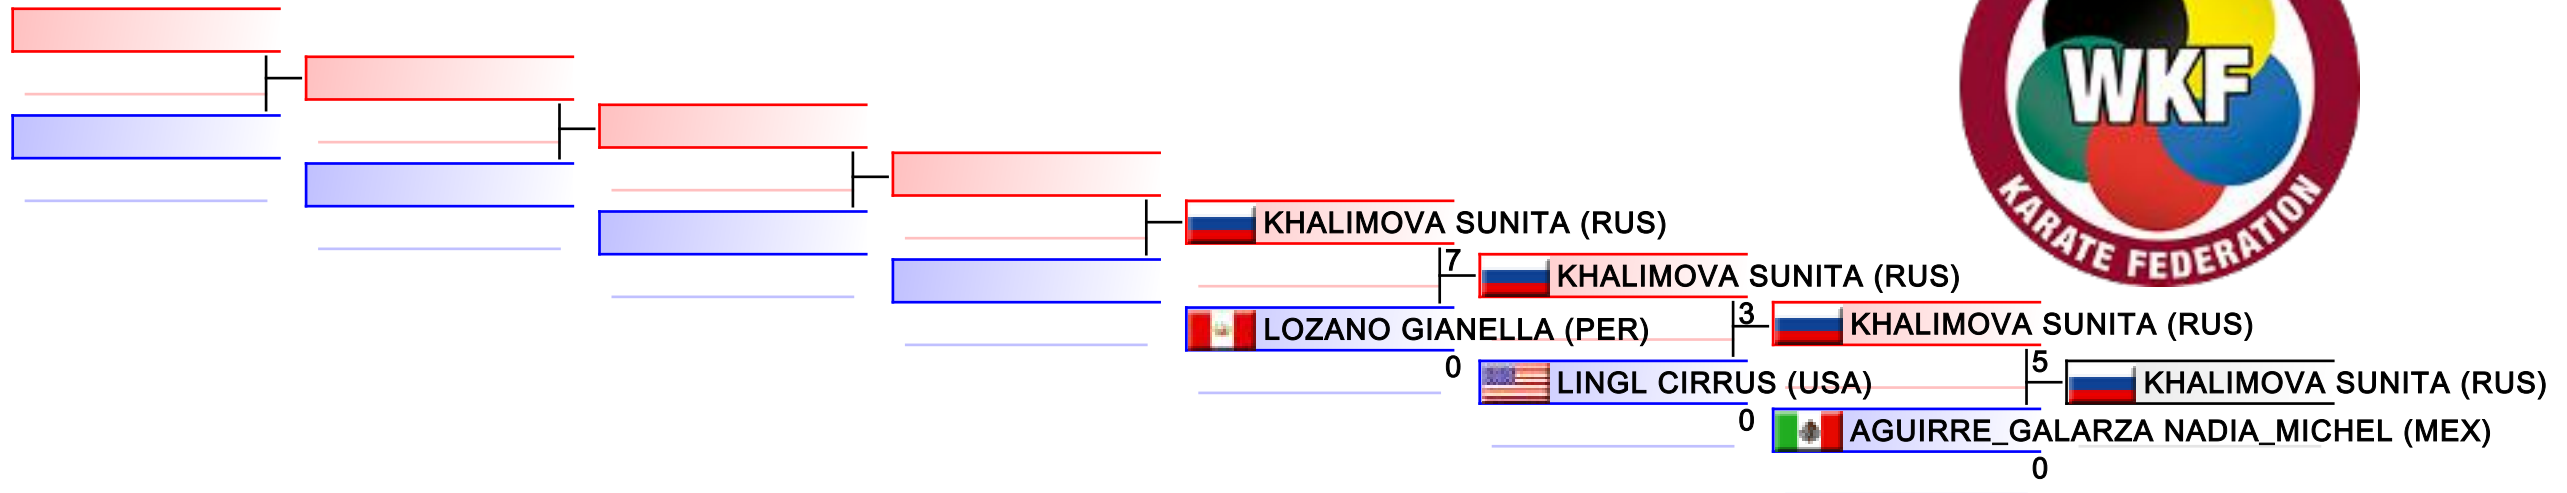 WKF
KARATE FEDERATION
KHALIMOVA SUNITA (RUS)
7
KHALIMOVA SUNITA (RUS)
LOZANO GIANELLA (PER)
0
3
KHALIMOVA SUNITA (RUS)
LINGL CIRRUS (USA)
0
5
KHALIMOVA SUNITA (RUS)
AGUIRRE_GALARZA NADIA_MICHEL (MEX)
0